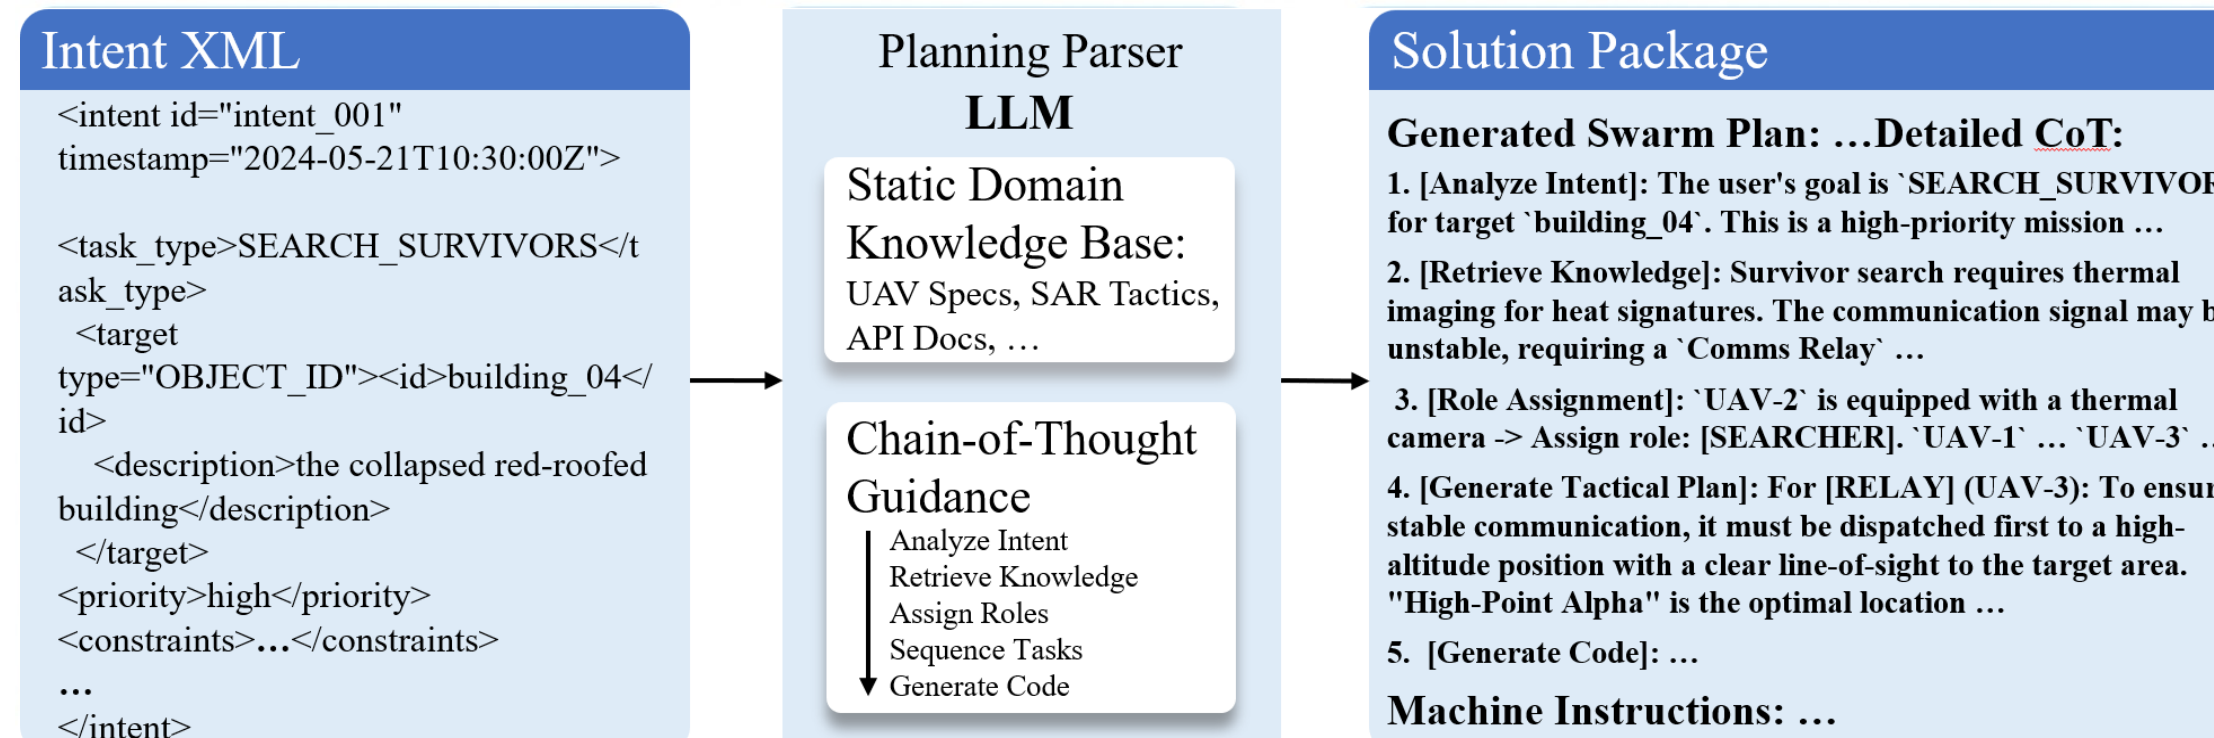 Intent XML
<intent id="intent_001"
timestamp="2024-05-21T10:30:00Z">
<task_type>SEARCH_SURVIVORS</t
ask_type>
<target
type="OBJECT_ID"><id>building_04</
id>
<description>the collapsed red-roofed
building</description>
</target>
<priority>high</priority>
<constraints>...</constraints>
...
</intent>
Planning Parser
LLM
Static Domain
Knowledge Base:
UAV Specs, SAR Tactics,
API Docs, ...
Chain-of-Thought
Guidance
Analyze Intent
Retrieve Knowledge
Assign Roles
Sequence Tasks
Generate Code
Solution Package
Generated Swarm Plan: ...Detailed CoT:
1. [Analyze Intent]: The user's goal is `SEARCH_SURVIVOR
for target `building_04`. This is a high-priority mission ...
2. [Retrieve Knowledge]: Survivor search requires thermal
imaging for heat signatures. The communication signal may b
unstable, requiring a `Comms Relay` ...
3. [Role Assignment]: `UAV-2` is equipped with a thermal
camera -> Assign role: [SEARCHER]. `UAV-1` ... `UAV-3` ..
4. [Generate Tactical Plan]: For [RELAY] (UAV-3): To ensur
stable communication, it must be dispatched first to a high-
altitude position with a clear line-of-sight to the target area.
"High-Point Alpha" is the optimal location ...
5. [Generate Code]: ...
Machine Instructions: ...